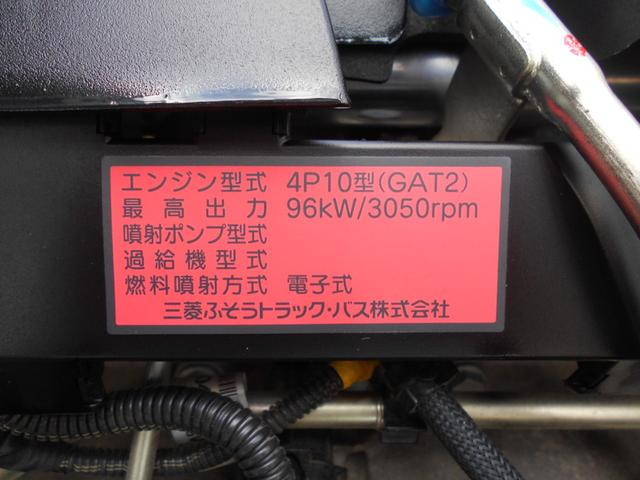 エンジン型式 4P10型(GAT2)
最高出力 96kW/3050rpm
噴射ポンプ型式
過給機型式
燃料噴射方式 電子式
三菱ふそうトラック・バス株式会社